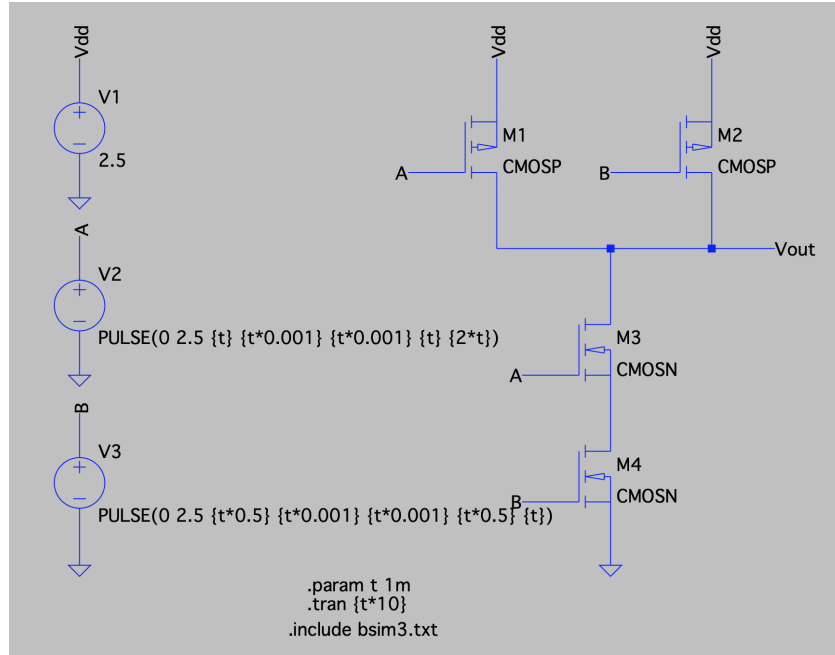 Vdd
V1
2.5
A
V2
PULSE(0 2.5 {t} {t*0.001} {t*0.001} {t} {2*t})
B
V3
PULSE(0 2.5 {t*0.5} {t*0.001} {t*0.001} {t*0.5} {t})
Vdd
M1
CMOSP
A
Vdd
M2
CMOSP
B
Vout
M3
CMOSN
A
M4
CMOSN
B
.param t 1m
.tran {t*10}
.include bsim3.txt